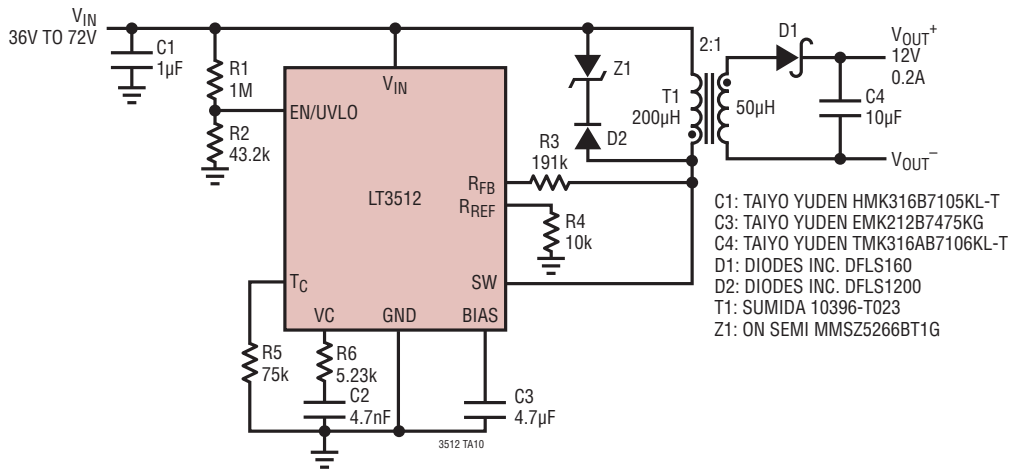 VIN
36V TO 72V
C1
1µF
R1
1M
R2
43.2k
VIN
EN/UVLO
LT3512
RFB
RREF
TC
SW
VC
GND
BIAS
Z1
D2
R3
191k
R4
10k
2:1
T1
200µH
50µH
D1
VOUT+
12V
0.2A
C4
10µF
VOUT–
R5
75k
R6
5.23k
C2
4.7nF
C3
4.7µF
3512 TA10
C1: TAIYO YUDEN HMK316B7105KL-T
C3: TAIYO YUDEN EMK212B7475KG
C4: TAIYO YUDEN TMK316AB7106KL-T
D1: DIODES INC. DFLS160
D2: DIODES INC. DFLS1200
T1: SUMIDA 10396-T023
Z1: ON SEMI MMSZ5266BT1G